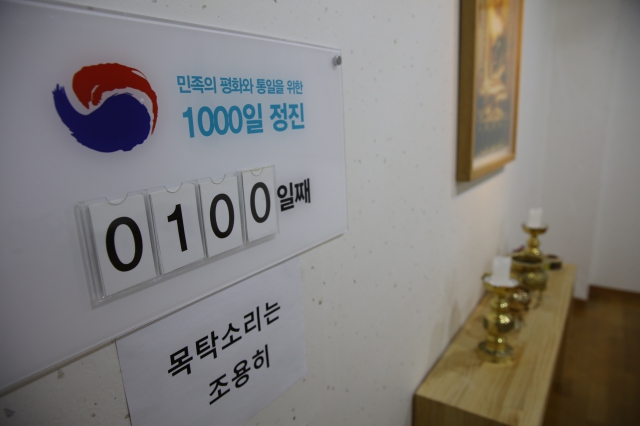 민족의 평화와 통일을 위한
1000일 정진
0100일째
목탁소리는
조용히